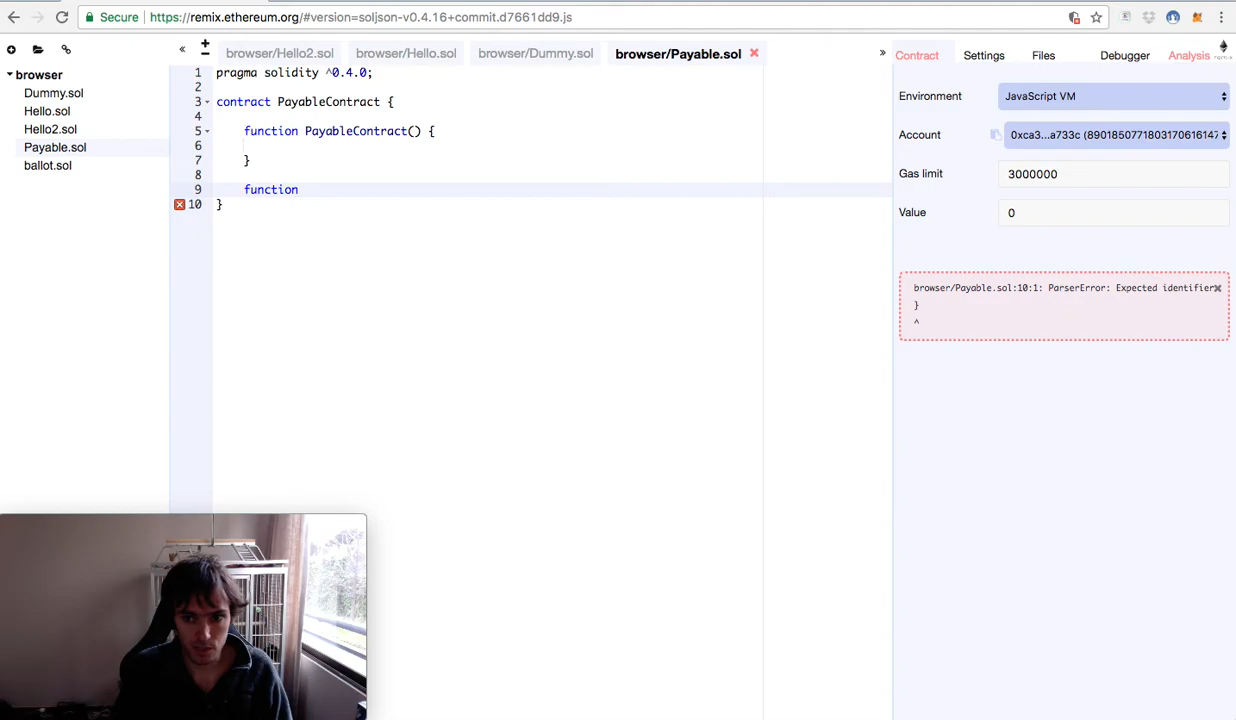 Secure https://remix.ethereum.org/#version=soljson-v0.4.16+commit.d7661dd9.js
browser/Hello2.sol browser/Hello.sol browser/Dummy.sol browser/Payable.sol
Contract Settings Files Debugger Analysis
browser
Dummy.sol
Hello.sol
Hello2.sol
Payable.sol
ballot.sol
1 pragma solidity ^0.4.0;
2
3 contract PayableContract {
4
5 function PayableContract() {
6
7 }
8
9 function
10 }
Environment JavaScript VM
Account 0xca3...a733c (8901850771803170616147
Gas limit 3000000
Value 0
browser/Payable.sol:10:1: ParserError: Expected identifier
}
^